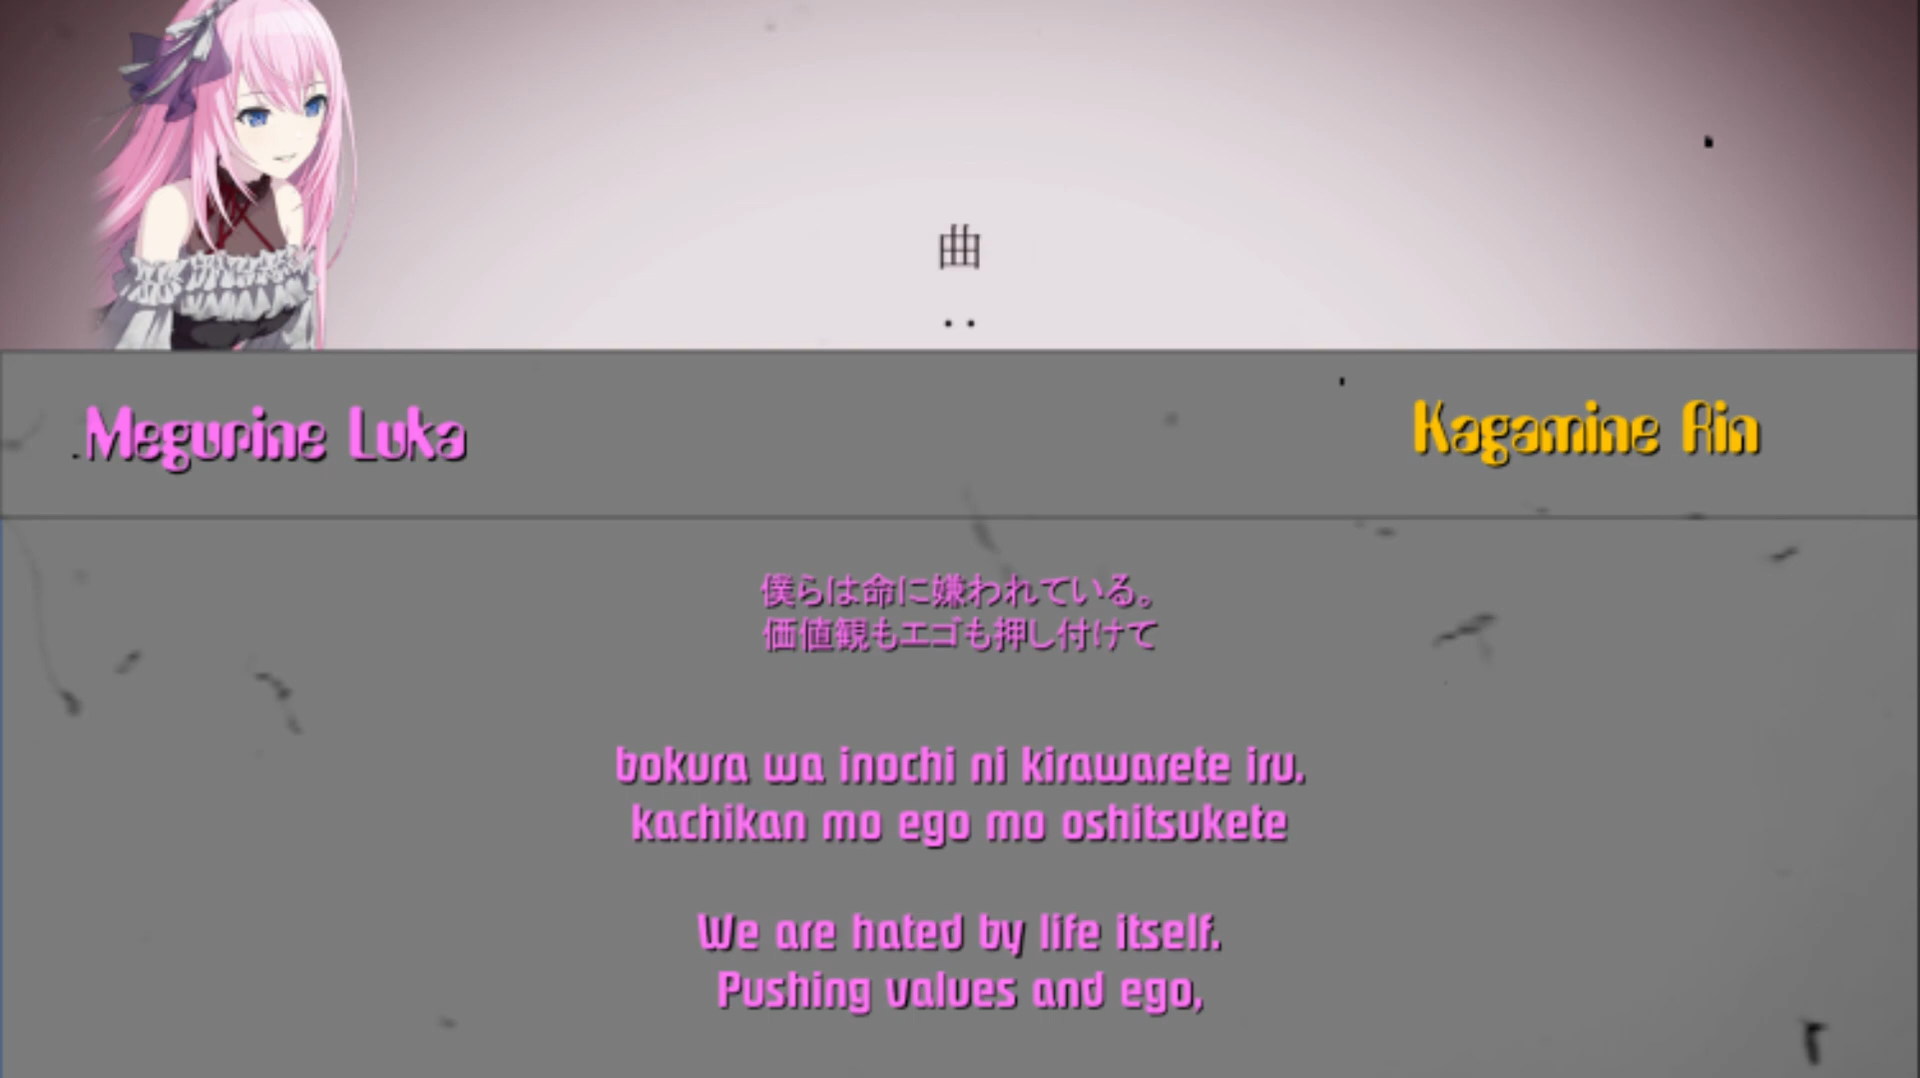 曲
:
Megurine Luka
Kagamine Rin
僕らは命に嫌われている。
価値観もエゴも押し付けて
bokura wa inochi ni kirawarete iru.
kachikan mo ego mo oshitsukete
We are hated by life itself.
Pushing values and ego,